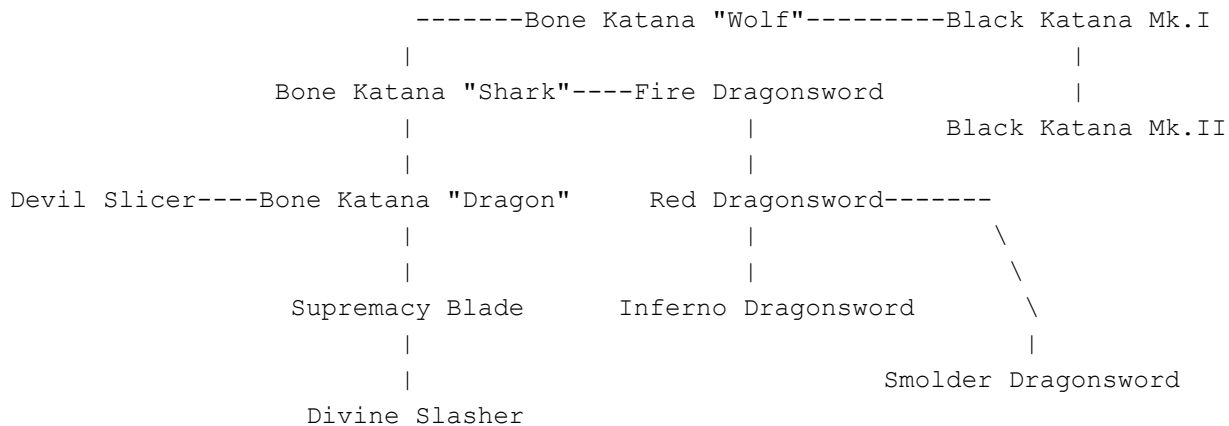 -------Bone Katana "Wolf"---------Black Katana Mk.I
|                                          |
Bone Katana "Shark"----Fire Dragonsword            |
|                     |            Black Katana Mk.II
|                     |
Devil Slicer----Bone Katana "Dragon"     Red Dragonsword-------
|                     |               \
|                     |                \
Supremacy Blade      Inferno Dragonsword       \
|                                       |
|                             Smolder Dragonsword
Divine Slasher